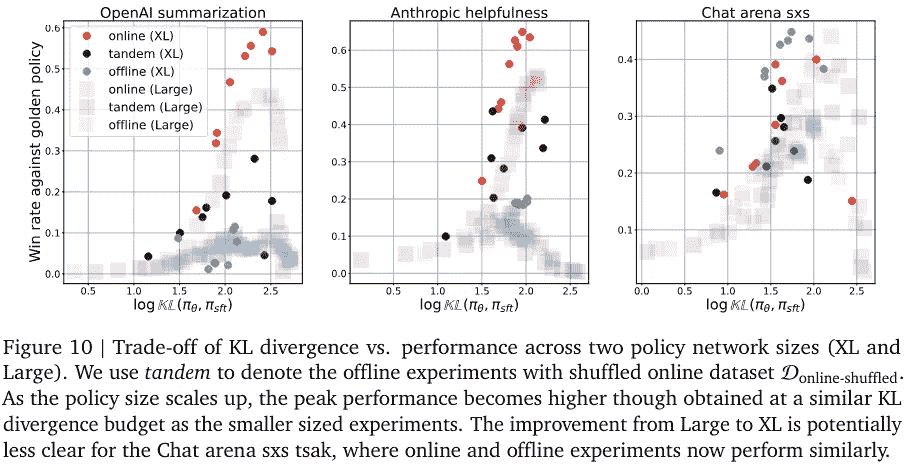 OpenAI summarization
Anthropic helpfulness
Chat arena sxs
Win rate against golden policy
0.6
0.5
0.4
0.3
0.2
0.1
0.0
online (XL)
tandem (XL)
offline (XL)
online (Large)
tandem (Large)
offline (Large)
0.5 1.0 1.5 2.0 2.5
log 𝕂𝕃(πθ, πsft)
0.6
0.5
0.4
0.3
0.2
0.1
0.0
0.5 1.0 1.5 2.0 2.5
log 𝕂𝕃(πθ, πsft)
0.4
0.3
0.2
0.1
0.0 0.5 1.0 1.5 2.0 2.5
log 𝕂𝕃(πθ, πsft)
Figure 10 | Trade-off of KL divergence vs. performance across two policy network sizes (XL and
Large). We use tandem to denote the offline experiments with shuffled online dataset 𝒟online-shuffled.
As the policy size scales up, the peak performance becomes higher though obtained at a similar KL
divergence budget as the smaller sized experiments. The improvement from Large to XL is potentially
less clear for the Chat arena sxs tsak, where online and offline experiments now perform similarly.